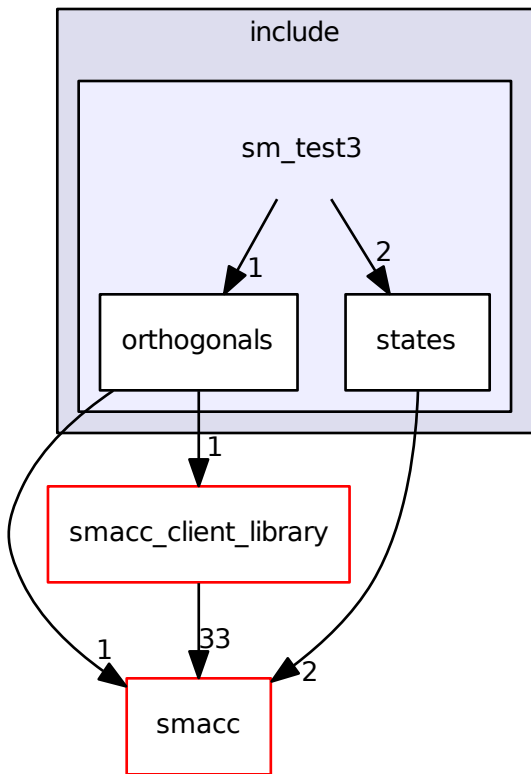 include
sm_test3
1
2
orthogonals
states
1
smacc_client_library
1
33
2
smacc